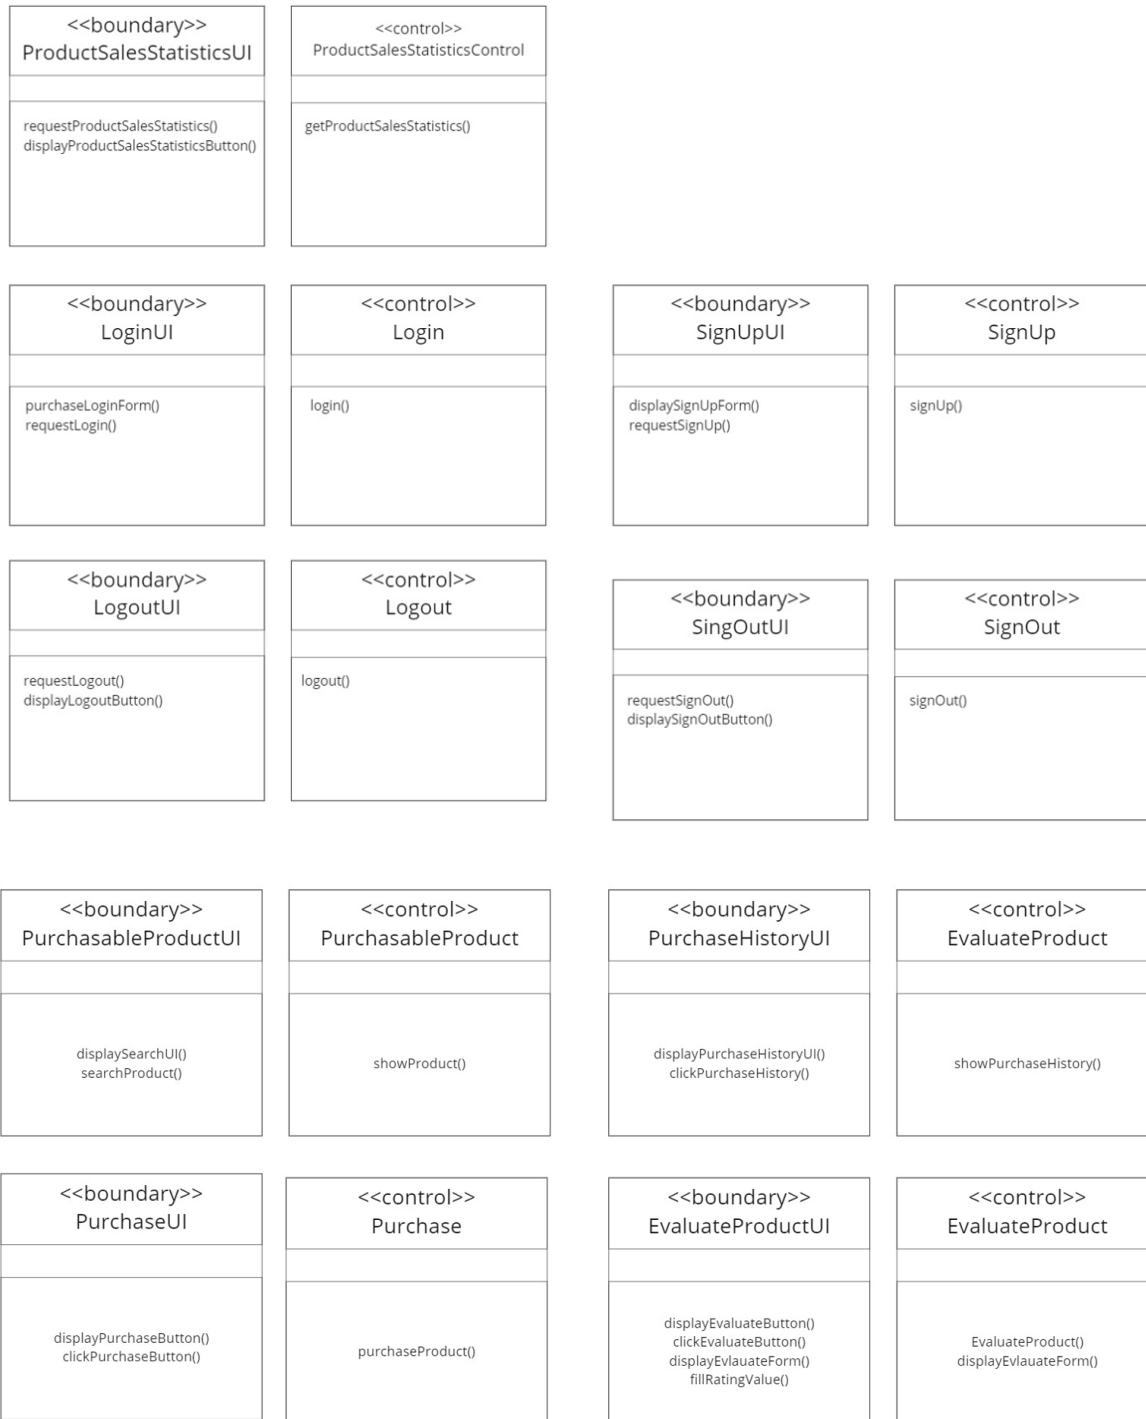 <<boundary>>
ProductSalesStatisticsUI
requestProductSalesStatistics()
displayProductSalesStatisticsButton()
<<control>>
ProductSalesStatisticsControl
getProductSalesStatistics()
<<boundary>>
LoginUI
purchaseLoginForm()
requestLogin()
<<control>>
Login
login()
<<boundary>>
SignUpUI
displaySignUpForm()
requestSignUp()
<<control>>
SignUp
signUp()
<<boundary>>
LogoutUI
requestLogout()
displayLogoutButton()
<<control>>
Logout
logout()
<<boundary>>
SingOutUI
requestSignOut()
displaySignOutButton()
<<control>>
SignOut
signOut()
<<boundary>>
PurchasableProductUI
displaySearchUI()
searchProduct()
<<control>>
PurchasableProduct
showProduct()
<<boundary>>
PurchaseHistoryUI
displayPurchaseHistoryUI()
clickPurchaseHistory()
<<control>>
EvaluateProduct
showPurchaseHistory()
<<boundary>>
PurchaseUI
displayPurchaseButton()
clickPurchaseButton()
<<control>>
Purchase
purchaseProduct()
<<boundary>>
EvaluateProductUI
displayEvaluateButton()
clickEvaluateButton()
displayEvlauateForm()
fillRatingValue()
<<control>>
EvaluateProduct
EvaluateProduct()
displayEvlauateForm()